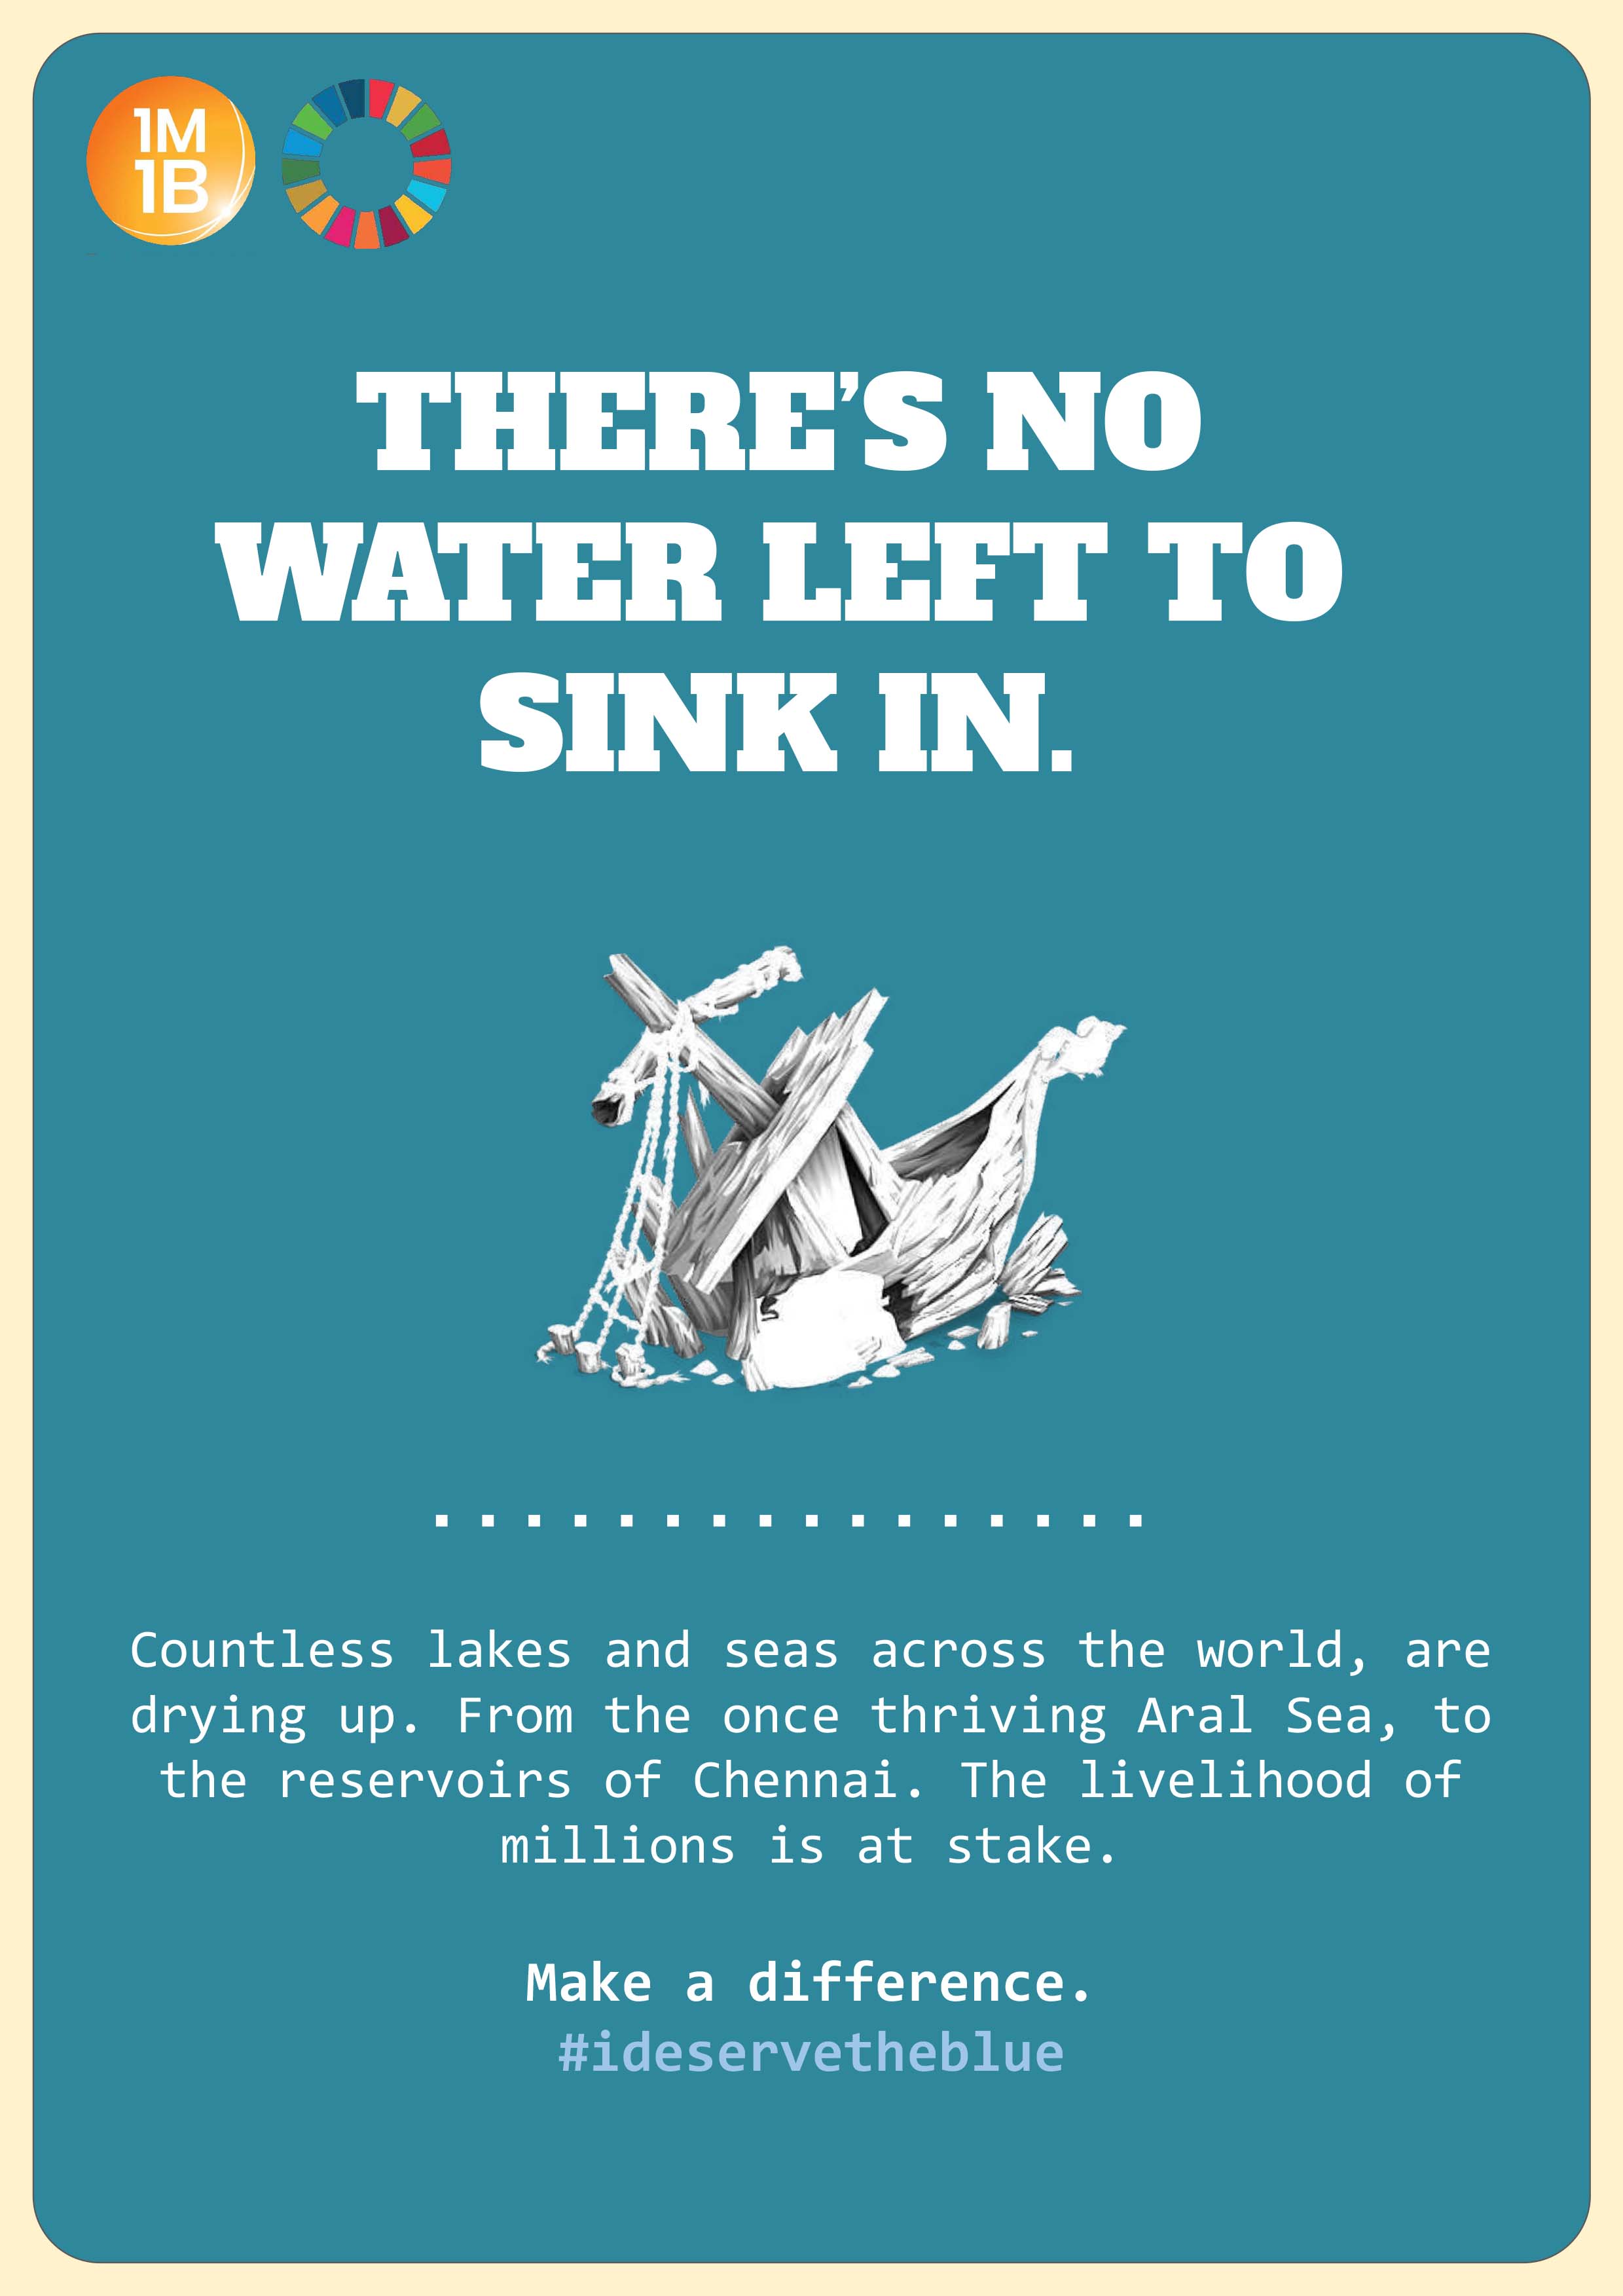 1M
1B
THERE’S NO
WATER LEFT TO
SINK IN.
................
Countless lakes and seas across the world, are
drying up. From the once thriving Aral Sea, to
the reservoirs of Chennai. The livelihood of
millions is at stake.
Make a difference.
#ideservetheblue